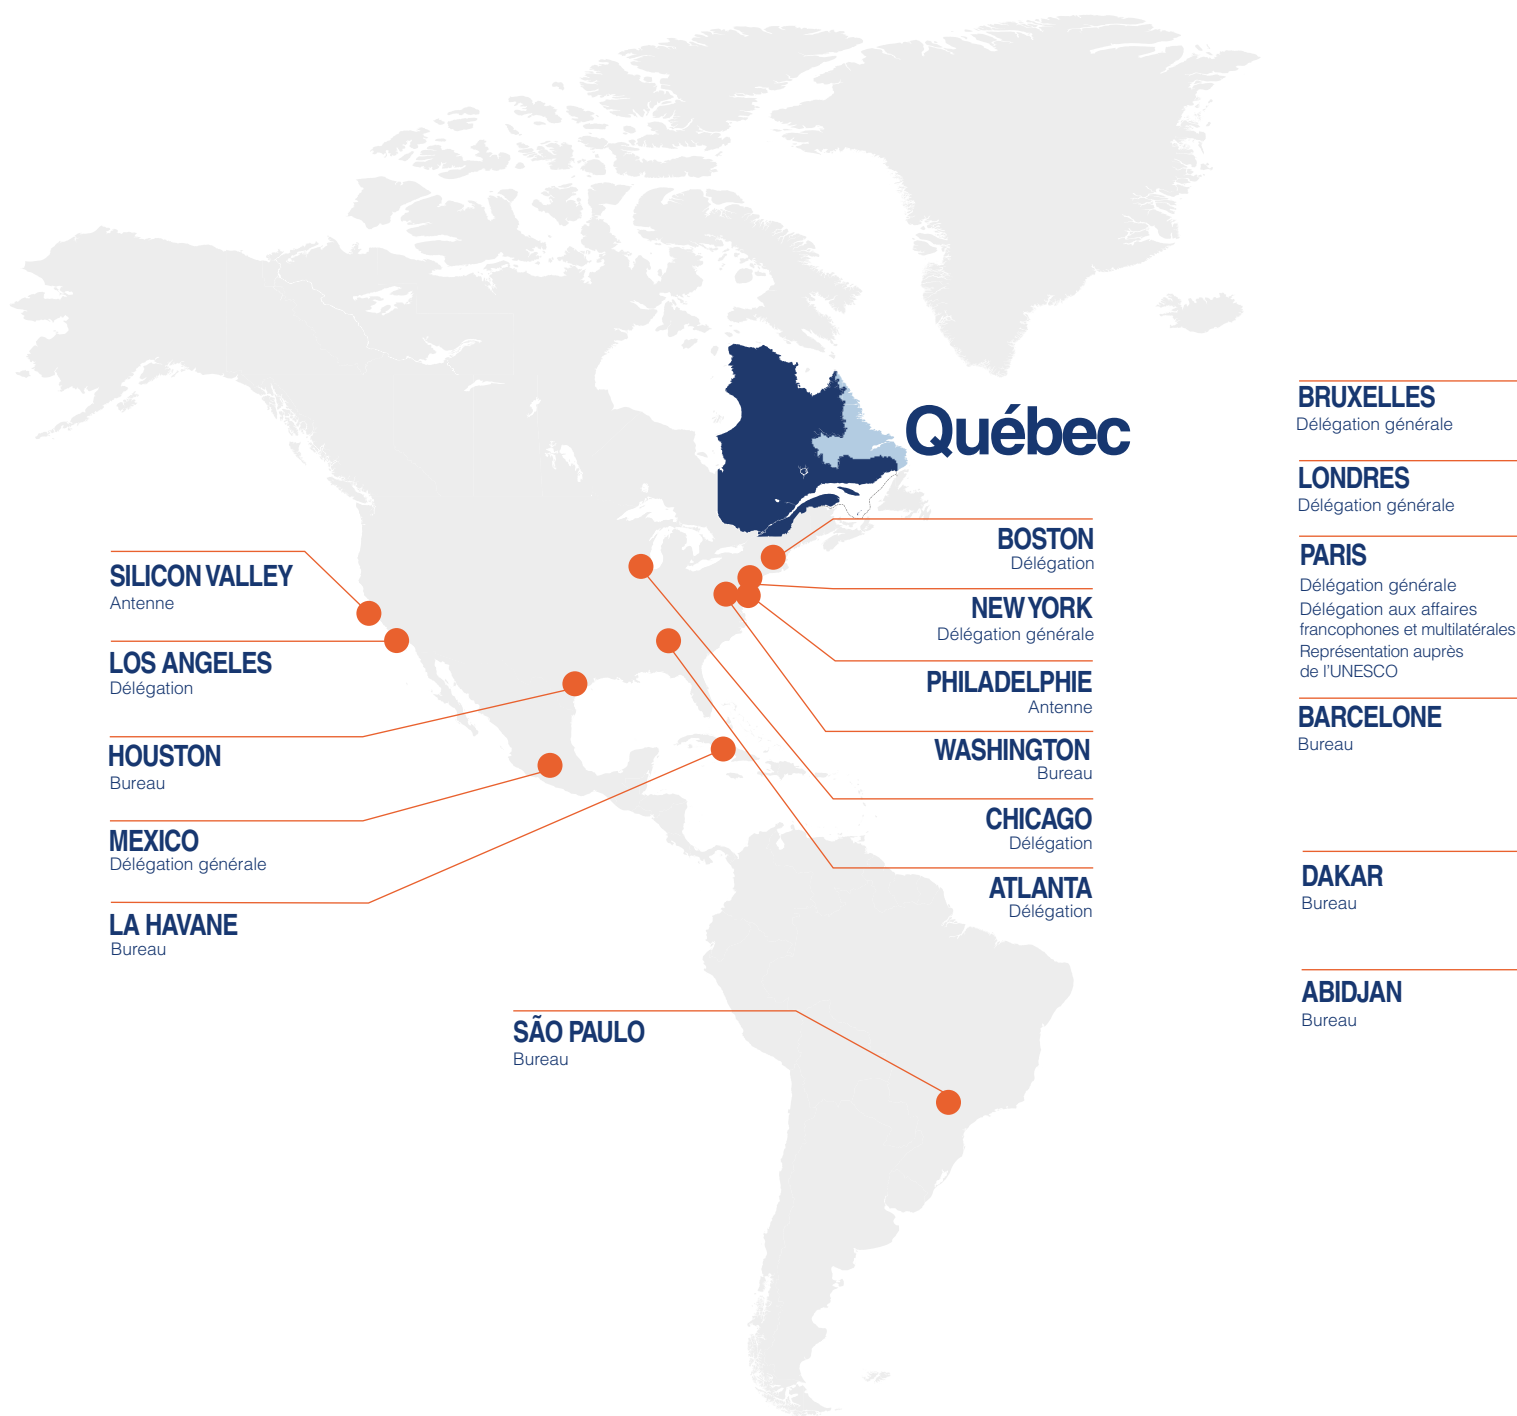 Québec
SILICON VALLEY
Antenne
LOS ANGELES
Délégation
HOUSTON
Bureau
MEXICO
Délégation générale
LA HAVANE
Bureau
SÃO PAULO
Bureau
BOSTON
Délégation
NEW YORK
Délégation générale
PHILADELPHIE
Antenne
WASHINGTON
Bureau
CHICAGO
Délégation
ATLANTA
Délégation
BRUXELLES
Délégation générale
LONDRES
Délégation générale
PARIS
Délégation générale
Délégation aux affaires
francophones et multilatérales
Représentation auprès
de l’UNESCO
BARCELONE
Bureau
DAKAR
Bureau
ABIDJAN
Bureau